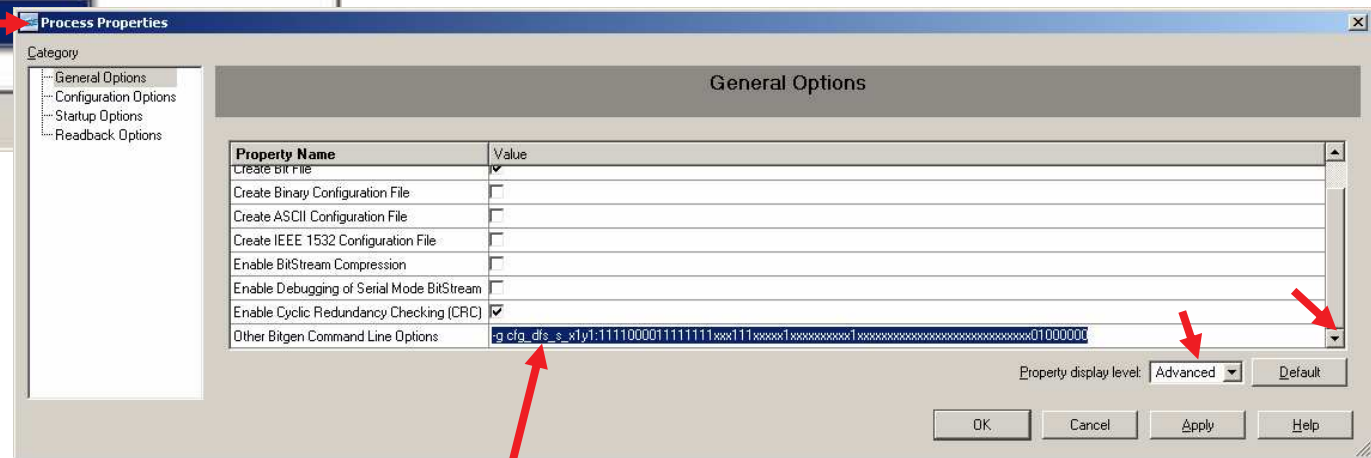 Process Properties
Category
General Options
Configuration Options
Startup Options
Readback Options
General Options
Property Name Value
Create Bit File
Create Binary Configuration File
Create ASCII Configuration File
Create IEEE 1532 Configuration File
Enable BitStream Compression
Enable Debugging of Serial Mode BitStream
Enable Cyclic Redundancy Checking (CRC)
Other Bitgen Command Line Options -g cfg_dfs_s_x1y1:1111000011111111xxx111xxxxx1xxxxxxxxxx1xxxxxxxxxxxxxxxxxxxxxxxxxxxx01000000
Property display level: Advanced Default
OK Cancel Apply Help